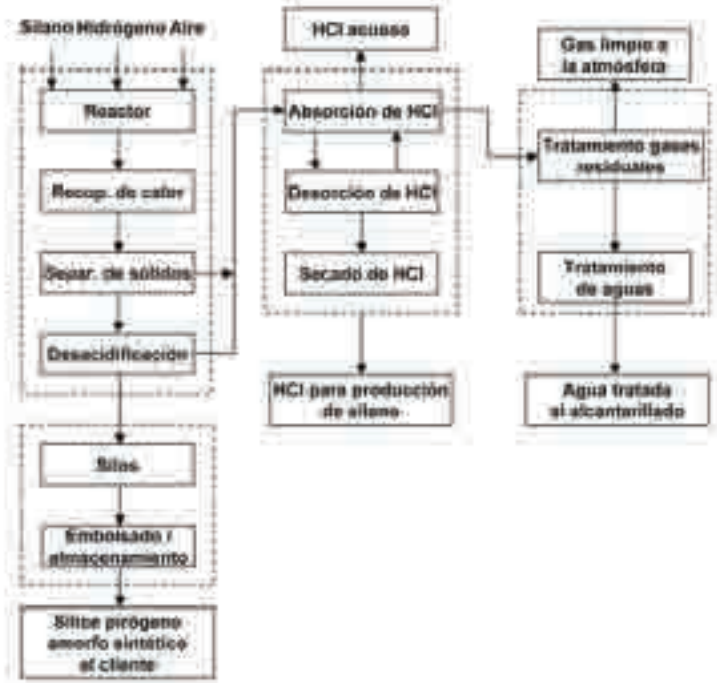 Silano Hidrógeno Aire
Reactor
Recup. de calor
Separ. de sólidos
Desacidificación
Silos
Embolsado /
almacenamiento
Sílice pirógeno
amorfo sintético
al cliente
HCl acuoso
Absorción de HCl
Desorción de HCl
Secado de HCl
HCl para producción
de silano
Gas limpio a
la atmósfera
Tratamiento gases
residuales
Tratamiento
de aguas
Agua tratada
al alcantarillado